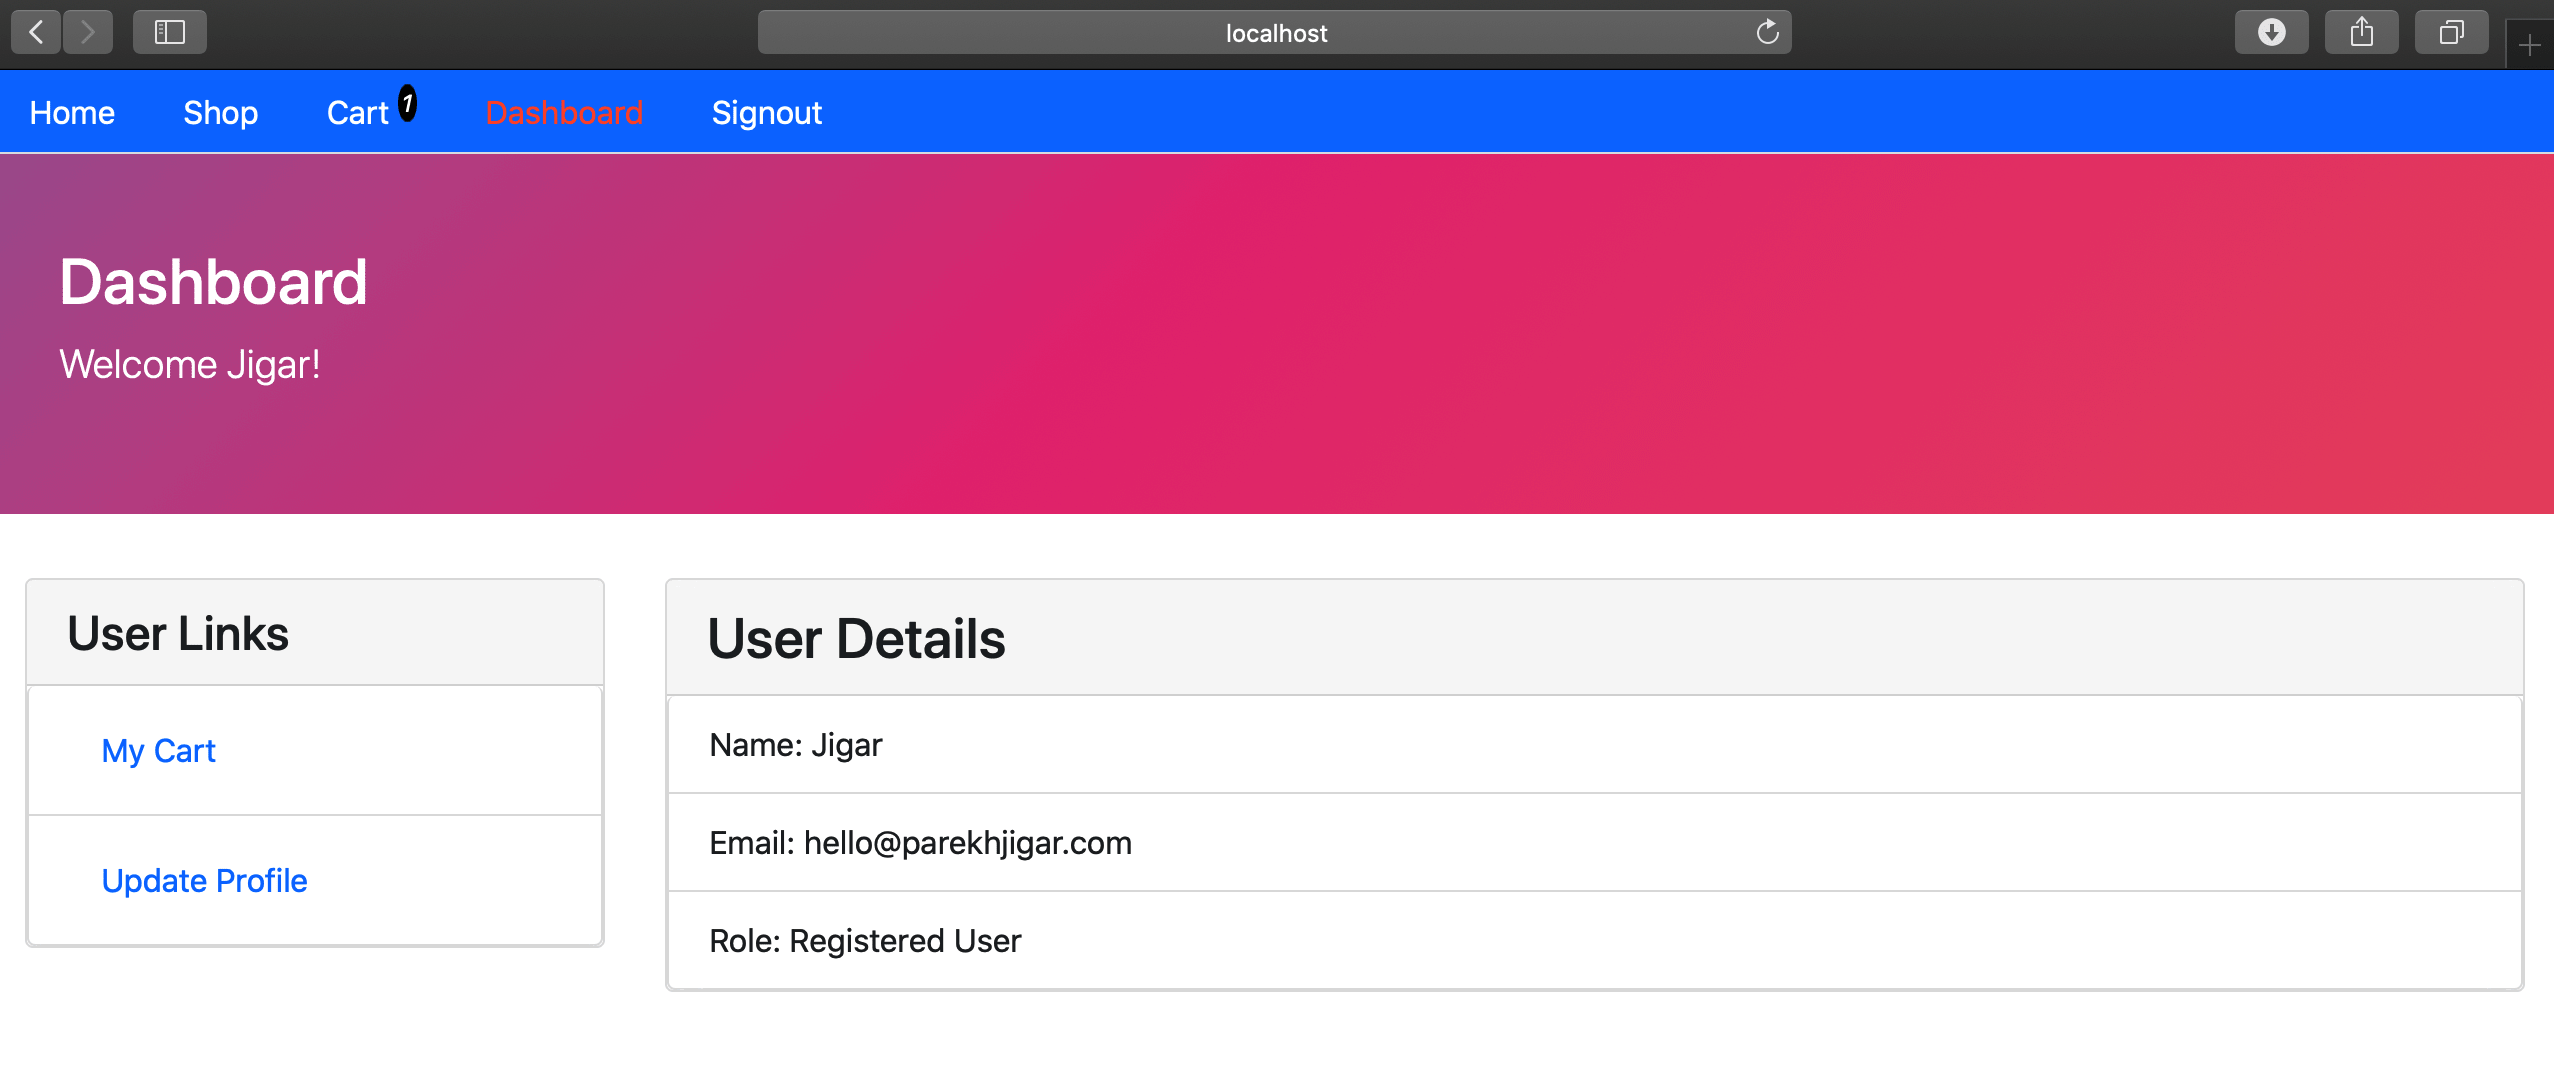 localhost
Home Shop Cart 1 Dashboard Signout
Dashboard
Welcome Jigar!
User Links
My Cart
Update Profile
User Details
Name: Jigar
Email: hello@parekhjigar.com
Role: Registered User